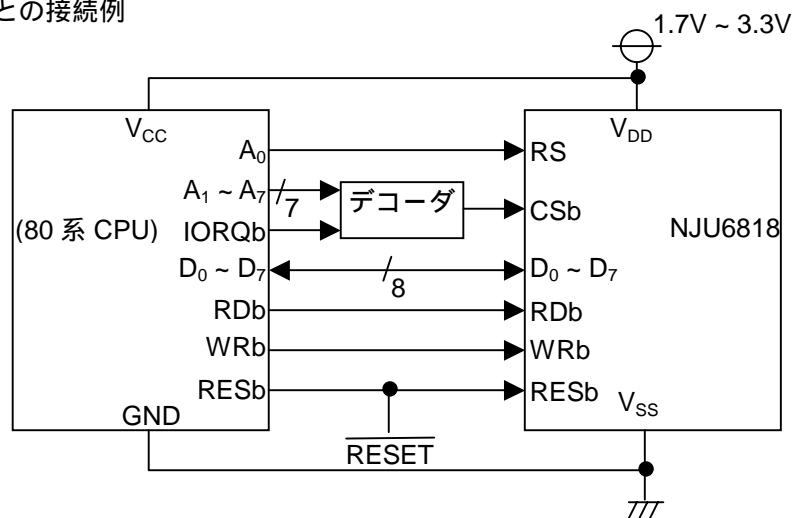 との接続例
1.7V ~ 3.3V
VCC
VDD
A0
RS
A1 ~ A7
7
デコーダ
CSb
(80 系 CPU)
IORQb
NJU6818
D0 ~ D7
8
D0 ~ D7
RDb
RDb
WRb
WRb
RESb
RESb
GND
VSS
RESET